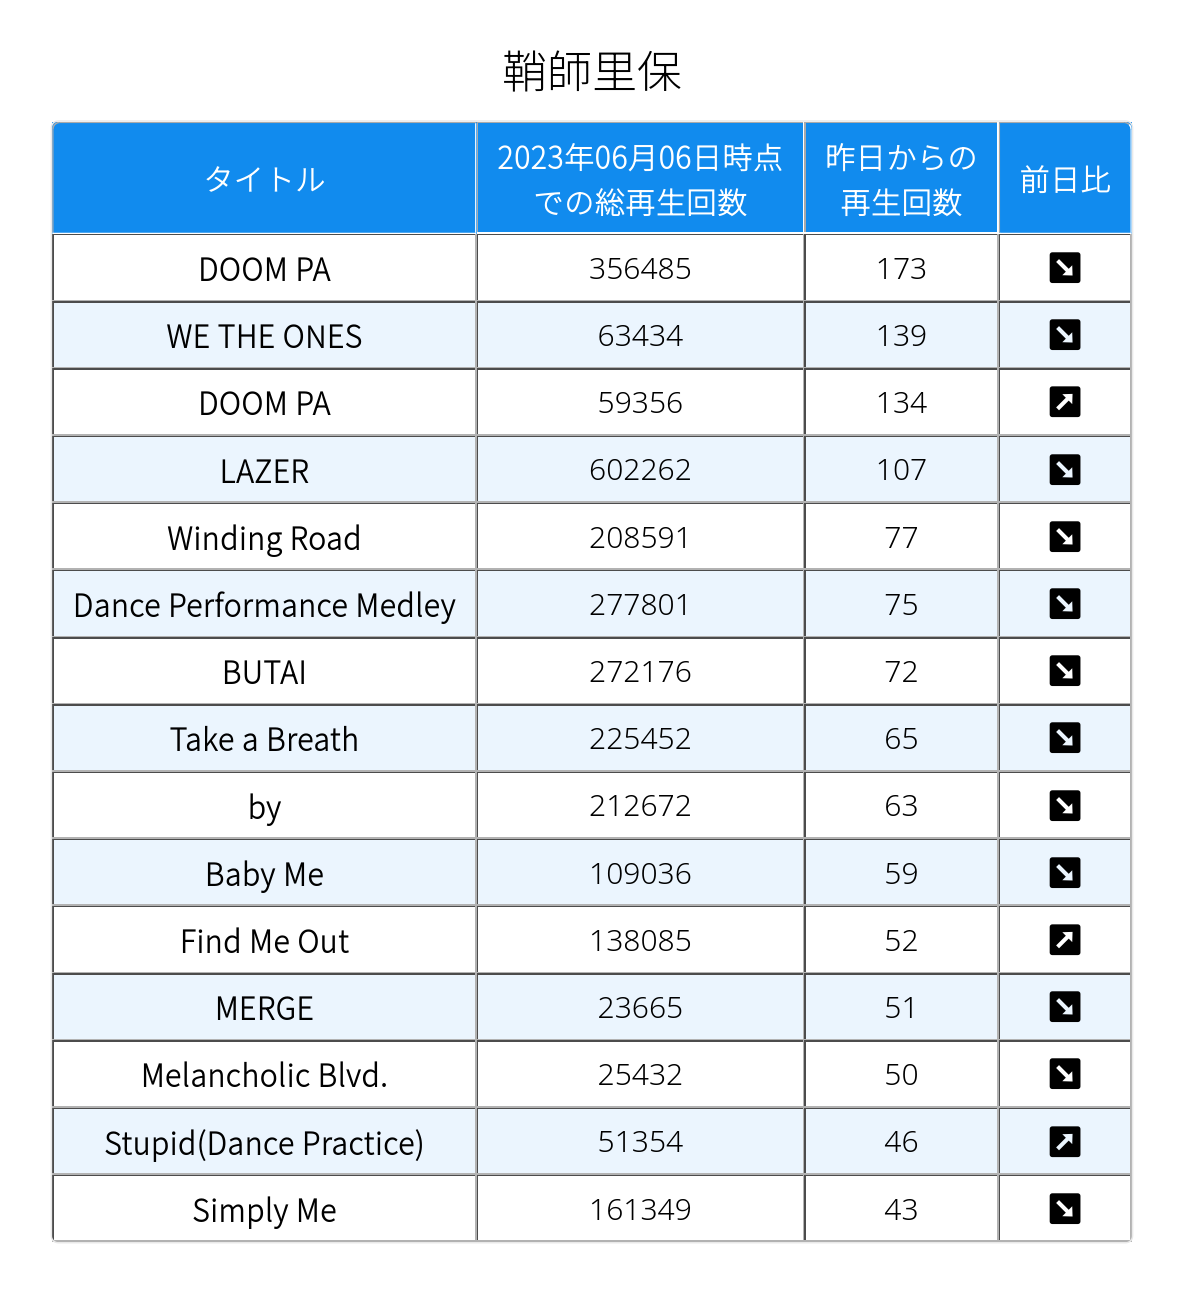 鞘師里保
タイトル 2023年06月06日時点での総再生回数 昨日からの再生回数 前日比
DOOM PA 356485 173 ↘
WE THE ONES 63434 139 ↘
DOOM PA 59356 134 ↗
LAZER 602262 107 ↘
Winding Road 208591 77 ↘
Dance Performance Medley 277801 75 ↘
BUTAI 272176 72 ↘
Take a Breath 225452 65 ↘
by 212672 63 ↘
Baby Me 109036 59 ↘
Find Me Out 138085 52 ↗
MERGE 23665 51 ↘
Melancholic Blvd. 25432 50 ↘
Stupid(Dance Practice) 51354 46 ↗
Simply Me 161349 43 ↘